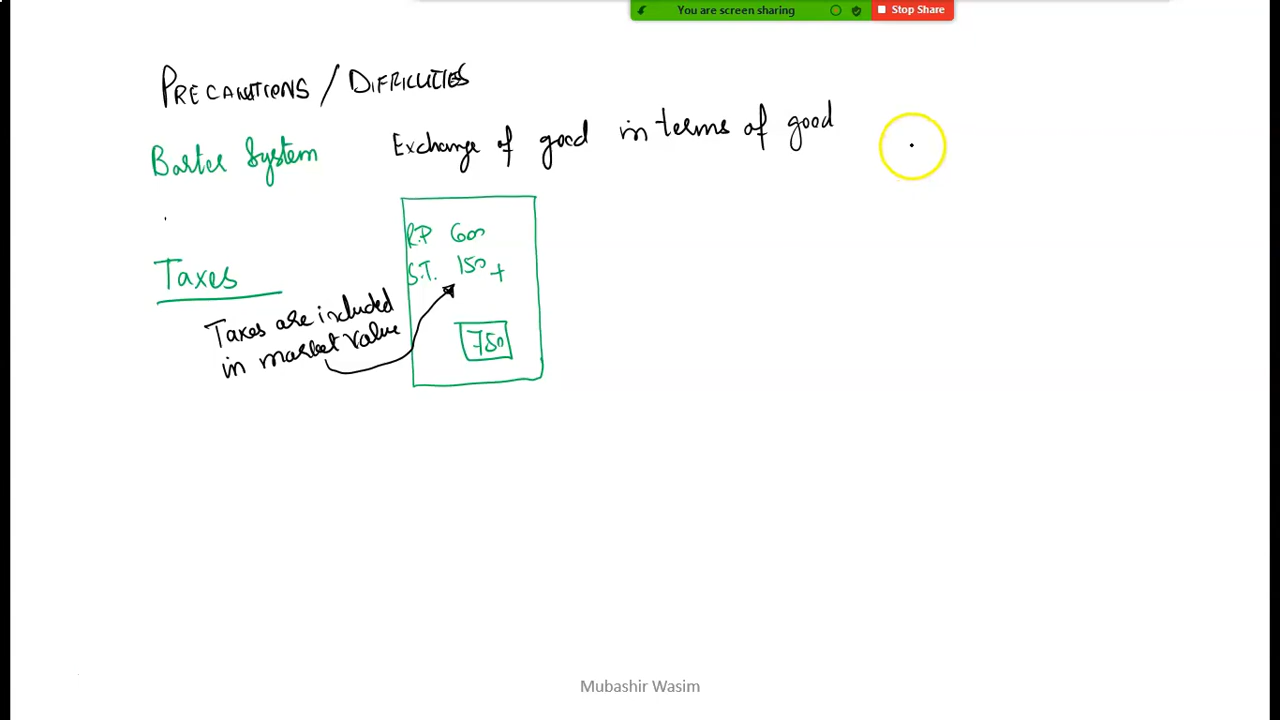 You are screen sharing
Stop Share
PRECAUTIONS / DIFFICULTIES
Barter System
Exchange of good in terms of good
Taxes
Taxes are included
in market value
R.P 600
S.T. 150 +
750
Mubashir Wasim